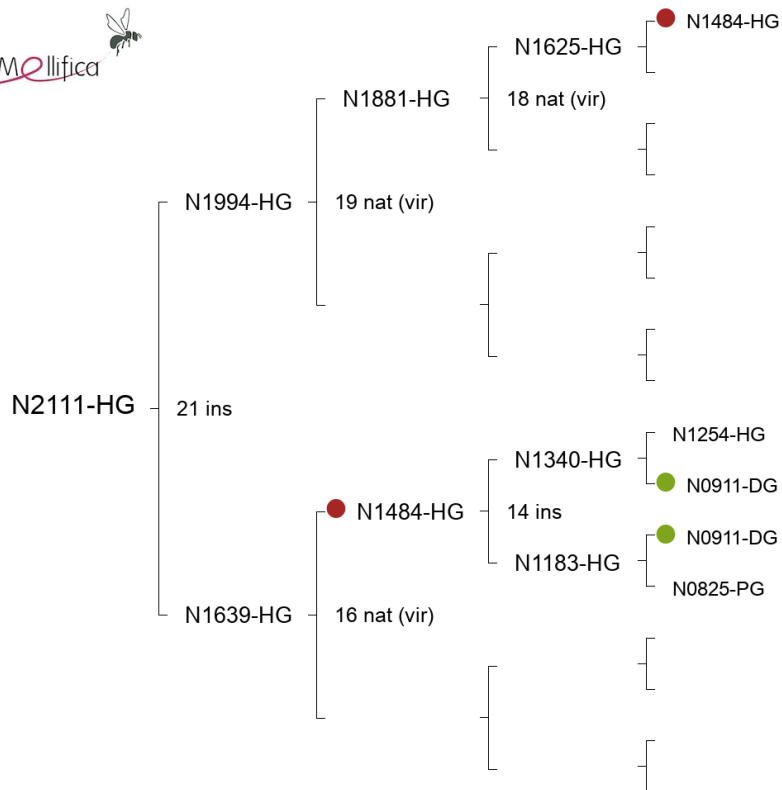 Mellifica
N1484-HG
N1625-HG
N1881-HG
18 nat (vir)
N1994-HG
19 nat (vir)
N2111-HG
21 ins
N1254-HG
N1340-HG
N0911-DG
N1484-HG
14 ins
N0911-DG
N1183-HG
N0825-PG
N1639-HG
16 nat (vir)